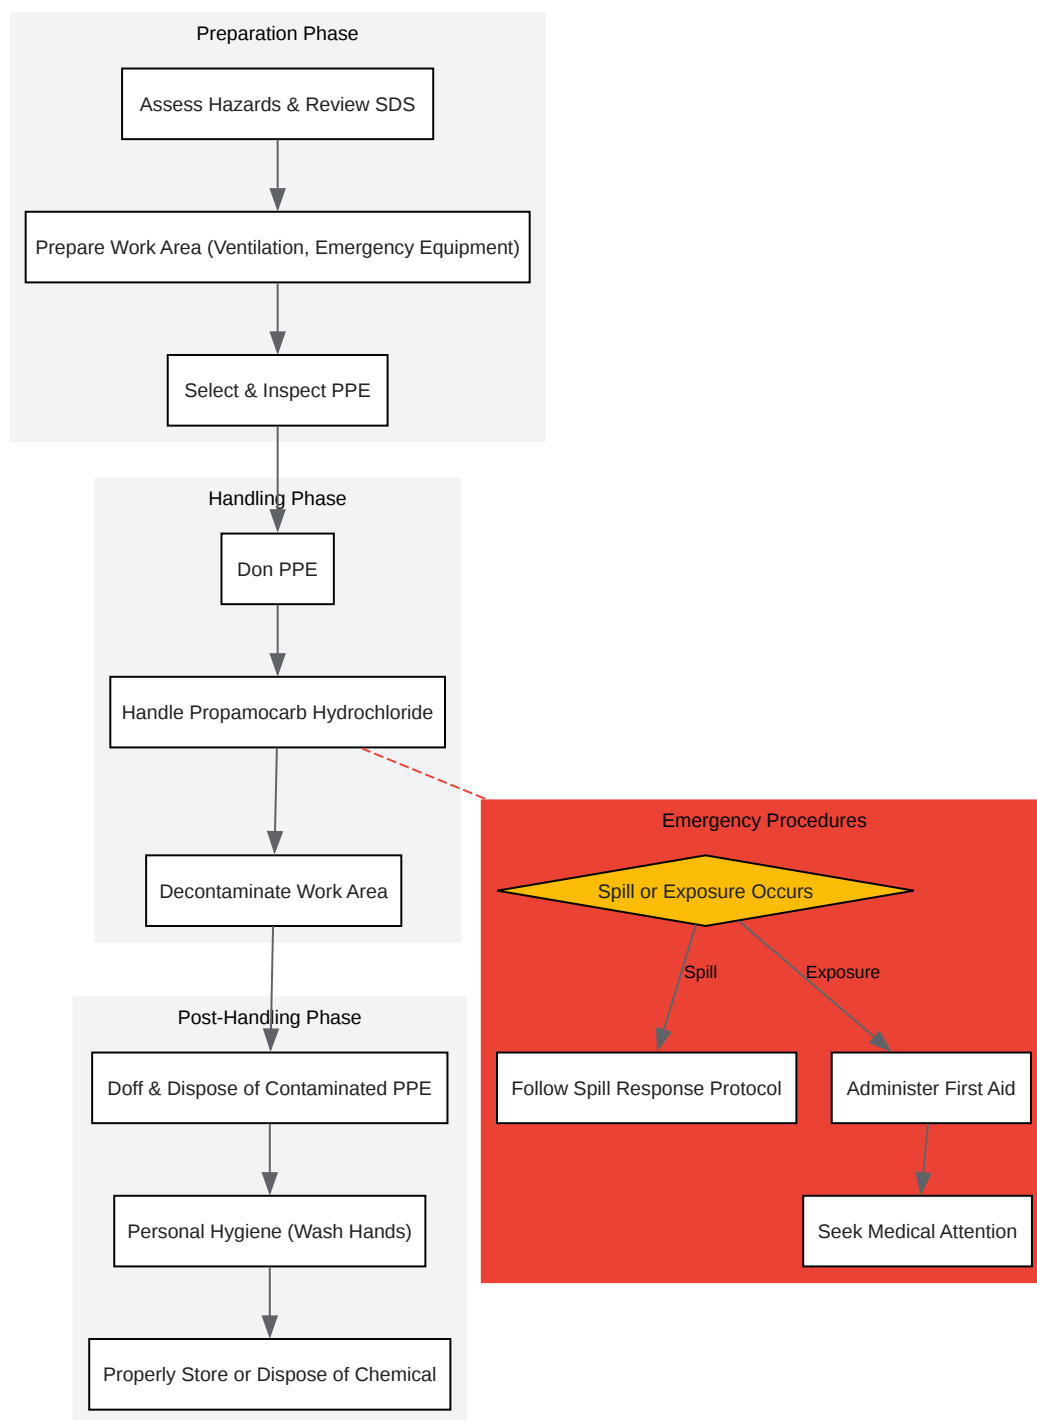 Preparation Phase
Assess Hazards & Review SDS
Prepare Work Area (Ventilation, Emergency Equipment)
Select & Inspect PPE
Handling Phase
Don PPE
Handle Propamocarb Hydrochloride
Decontaminate Work Area
Emergency Procedures
Spill or Exposure Occurs
Spill
Exposure
Follow Spill Response Protocol
Administer First Aid
Seek Medical Attention
Post-Handling Phase
Doff & Dispose of Contaminated PPE
Personal Hygiene (Wash Hands)
Properly Store or Dispose of Chemical